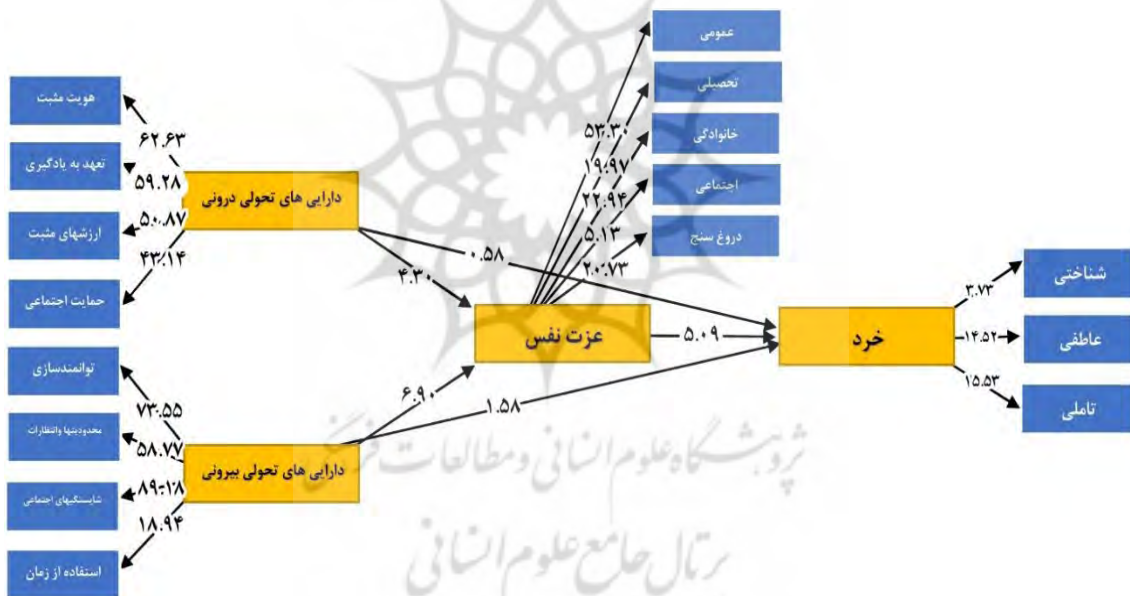 عمومی
تحصیلی
خانوادگی
اجتماعی
دروغ سنج
۵۳.۳۰
۱۹.۹۷
۲۲.۹۴
۵.۱۳
۲۰.۷۳
هویت مثبت
تعهد به یادگیری
ارزشهای مثبت
حمایت اجتماعی
۶۲.۶۳
۵۹.۲۸
۵۰.۸۷
۴۳.۱۴
دارایی های تحولی درونی
۰.۵۸
۴.۳۰
عزت نفس
۵.۰۹
خرد
۳.۷۳
۱۴.۵۲
۱۵.۵۳
شناختی
عاطفی
تاملی
توانمندسازی
محدودیتها وانتظارات
شایستگیهای اجتماعی
استفاده از زمان
۷۳.۵۵
۵۸.۷۷
۸۹.۱۸
۱۸.۹۴
دارایی های تحولی بیرونی
۶.۹۰
۱.۵۸
پژوهشگاه علوم انسانی و مطالعات فرهنگی
پرتال جامع علوم انسانی